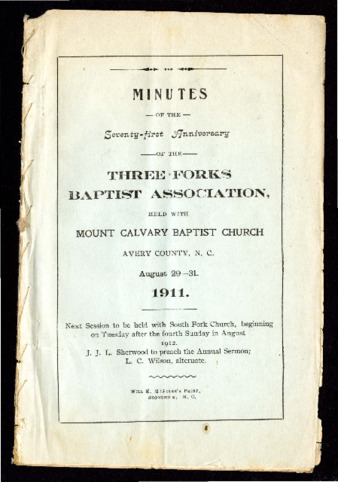 MINUTES
— OF THE —
Seventy-first Anniversary
— OF THE —
THREE FORKS
BAPTIST ASSOCIATION,
HELD WITH
MOUNT CALVARY BAPTIST CHURCH
AVERY COUNTY, N. C.
August 29-31.
1911.
Next Session to be held with South Fork Church, beginning
on Tuesday after the fourth Sunday in August
1912.
J. J. L. Sherwood to preach the Annual Sermon;
L. C. Wilson, alternate.
WILL E. PRINT,
N. C.